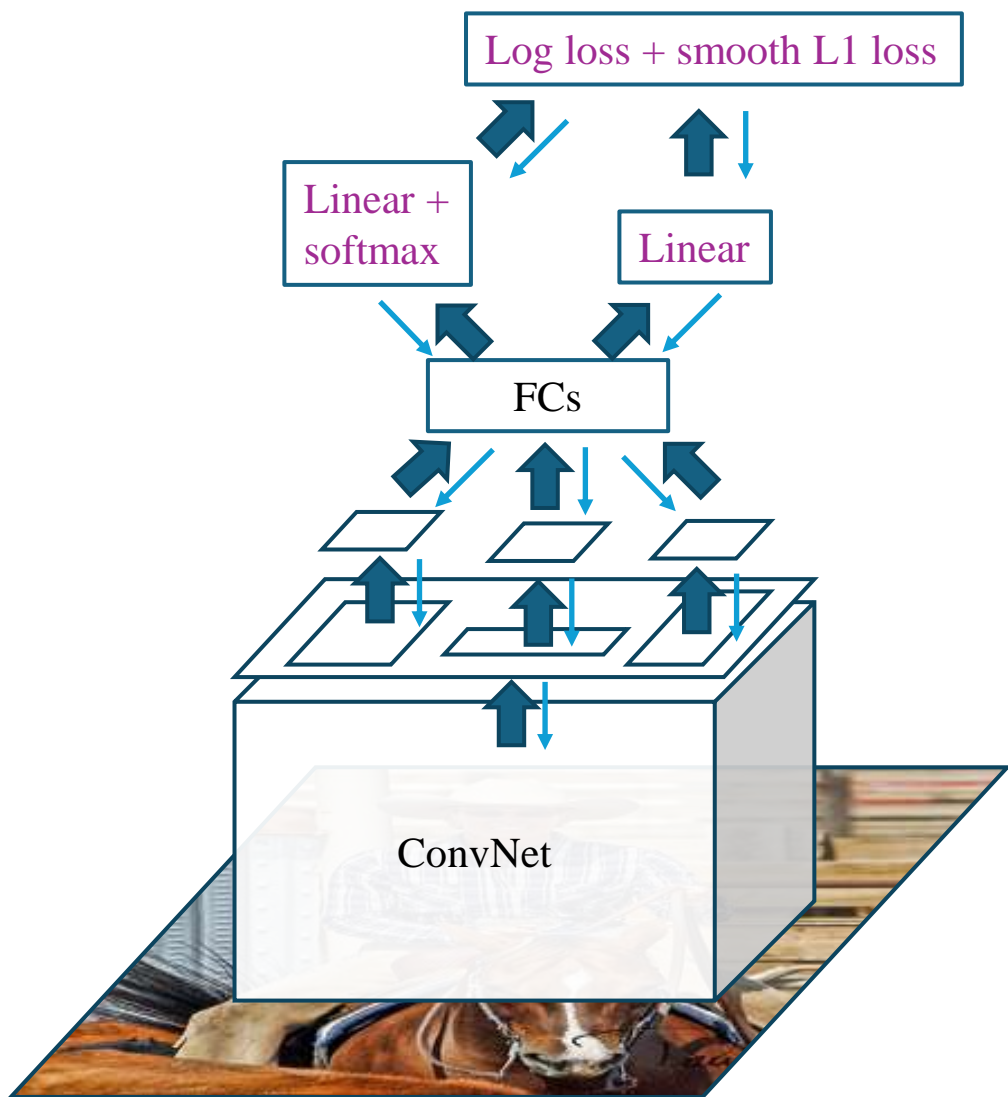 Log loss + smooth L1 loss
Linear +
softmax
Linear
FCs
ConvNet